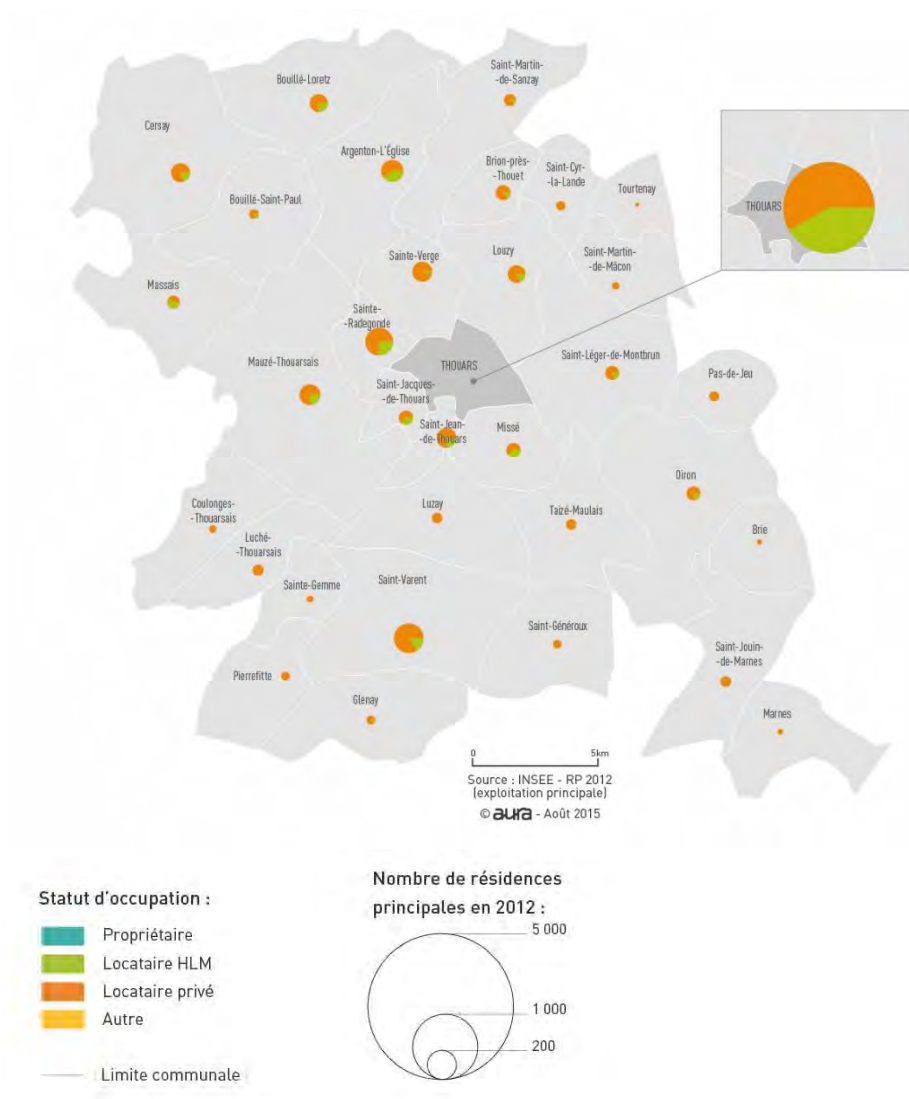 Saint-Martin-
-de-Sanzay
Bouillé-Loretz
Cersay
Argenton-L'Église
Brion-près-
-Thouet
Saint-Cyr-
-la-Lande
Tourtenay
THOUARS
Bouillé-Saint-Paul
Sainte-Verge
Louzy
Saint-Martin-
-de-Mâcon
Massais
Sainte-
-Radegonde
THOUARS
Saint-Léger-de-Montbrun
Pas-de-Jeu
Mauzé-Thouarsais
Saint-Jacques-
-de-Thouars
Saint-Jean-
-de-Thouars
Missé
Oiron
Coulonges-
-Thouarsais
Luzay
Taizé-Maulais
Brie
Luché-
-Thouarsais
Sainte-Gemme
Saint-Varent
Saint-Généroux
Saint-Jouin-
-de-Marnes
Pierrefitte
Glenay
Marnes
0 5km
Source : INSEE - RP 2012
(exploitation principale)
© aura - Août 2015
Statut d'occupation :
Propriétaire
Locataire HLM
Locataire privé
Autre
Limite communale
Nombre de résidences
principales en 2012 :
5 000
1 000
200